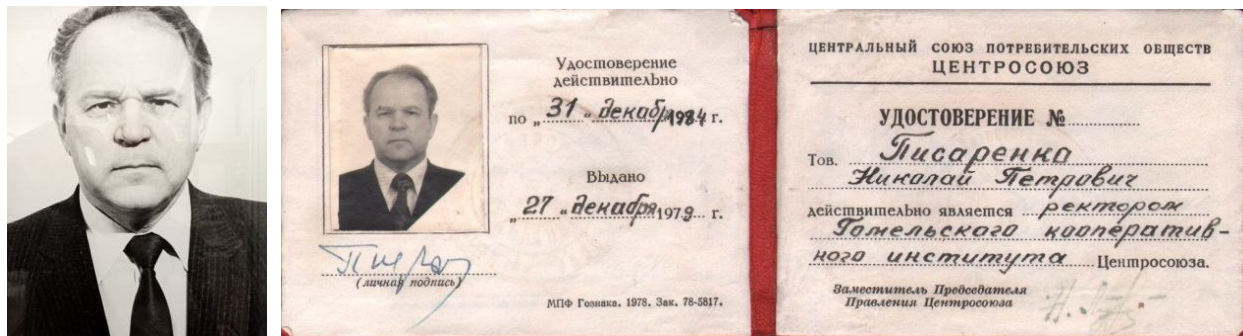 Удостоверение
действительно
по „ 31 “ декабря 1984 г.
Выдано
„ 27 “ декабря 1979 г.
(личная подпись)
МПФ Гознака. 1978. Зак. 78-5817.
ЦЕНТРАЛЬНЫЙ СОЮЗ ПОТРЕБИТЕЛЬСКИХ ОБЩЕСТВ
ЦЕНТРОСОЮЗ
УДОСТОВЕРЕНИЕ №
Тов. Писаренко
Николай Петрович
действительно является ректором
Гомельского кооператив-
ного института Центросоюза.
Заместитель Председателя
Правления Центросоюза